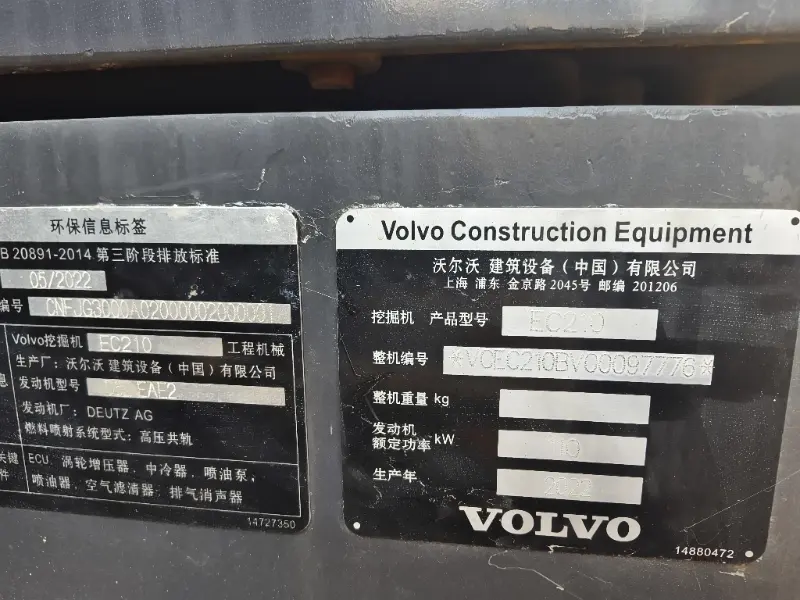 环保信息标签
B 20891-2014 第三阶段排放标准
05/2022
编号
Volvo挖掘机 EC210 工程机械
生产厂：沃尔沃 建筑设备（中国）有限公司
发动机型号
发动机厂：DEUTZ AG
燃料喷射系统型式：高压共轨
关键 ECU、涡轮增压器、中冷器、喷油泵，
件 喷油器、空气滤清器、排气消声器
14727350
Volvo Construction Equipment
沃尔沃 建筑设备（中国）有限公司
上海 浦东 金京路 2045号 邮编 201206
挖掘机 产品型号 EC210
整机编号 *VCEC210BV00097776*
整机重量 kg
发动机
额定功率 kW 110
生产年 2022
VOLVO
14880472